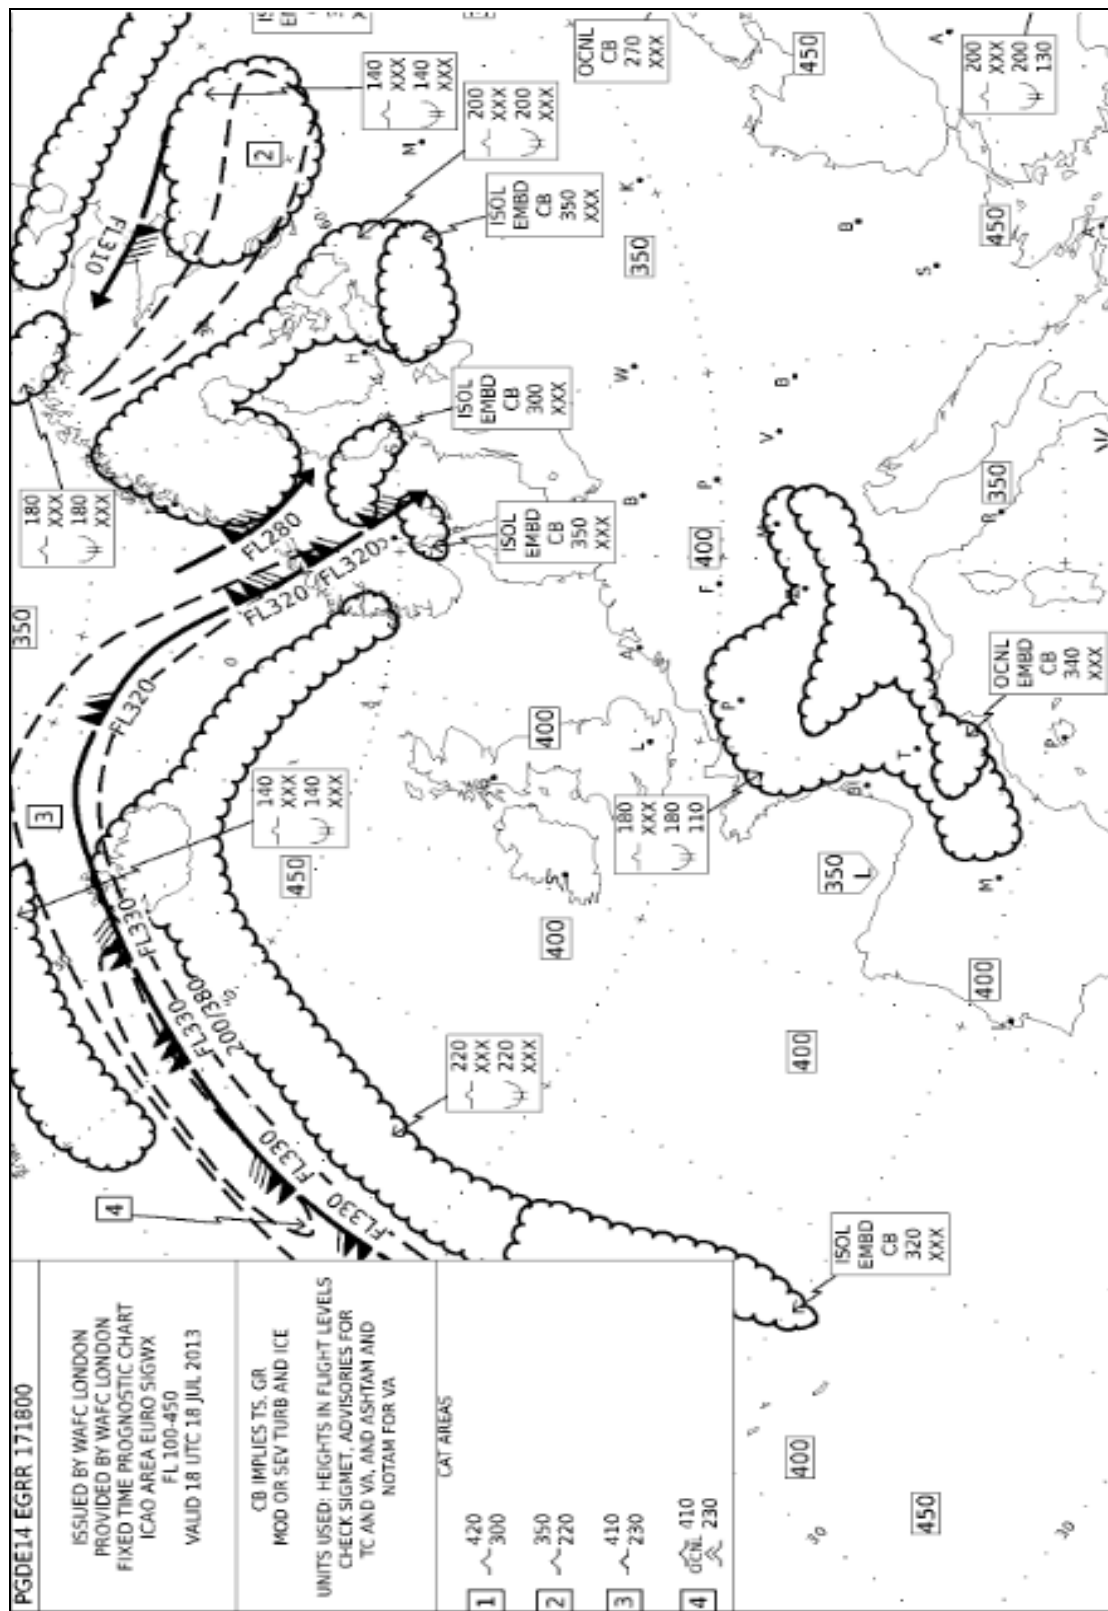 PGDE14 EGRR 171800
ISSUED BY WAFC LONDON
PROVIDED BY WAFC LONDON
FIXED TIME PROGNOSTIC CHART
ICAO AREA EURO SIGWX
FL 100-450
VALID 18 UTC 18 JUL 2013
CB IMPLIES TS, GR
MOD OR SEV TURB AND ICE
UNITS USED: HEIGHTS IN FLIGHT LEVELS
CHECK SIGMET, ADVISORIES FOR
TC AND VA, AND ASHTAM AND
NOTAM FOR VA
CAT AREAS
1 420
300
2 350
220
3 410
230
4 OCNL 410
230
4
3
2
FL330
FL330
FL330
200/380
FL330
FL320
FL320
FL320
FL280
FL310
180
XXX
180
XXX
140
XXX
140
XXX
140
XXX
140
XXX
200
XXX
200
XXX
220
XXX
220
XXX
180
XXX
180
110
200
XXX
200
130
OCNL
CB
270
XXX
ISOL
EMBD
CB
350
XXX
ISOL
EMBD
CB
300
XXX
ISOL
EMBD
CB
350
XXX
OCNL
EMBD
CB
340
XXX
ISOL
EMBD
CB
320
XXX
350
450
400
400
400
350
L
400
400
400
450
350
350
450
450
M
K
H
W
B
A
L
S
P
F
P
V
B
B
S
A
A
R
T
M
P
30
30